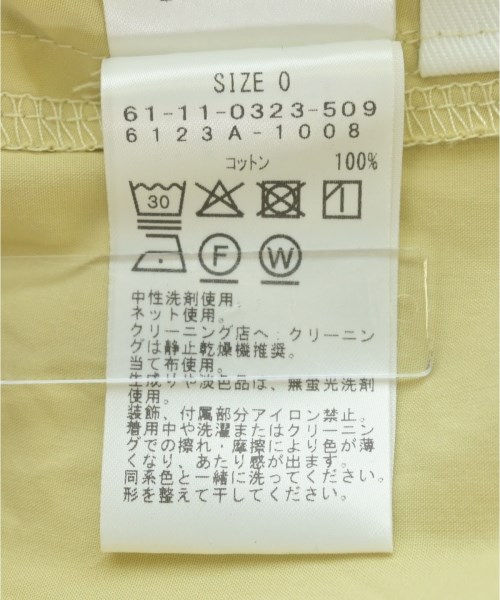 SIZE 0
61-11-0323-509
6123A-1008
コットン 100%
30
F W
中性洗剤使用.
ネット使用。
クリーニング店へ:クリーニン
グは静止乾燥機推奨。
当て布使用。
生成りや淡色品は、無蛍光洗剤
使用。
装飾、付属部分アイロン禁止。
着用中や洗濯またはクリーニン
グでの擦れ・摩擦により色が薄
くなり、あたり感が出ます。
同系色と一緒に洗ってください。
形を整えて干してください。